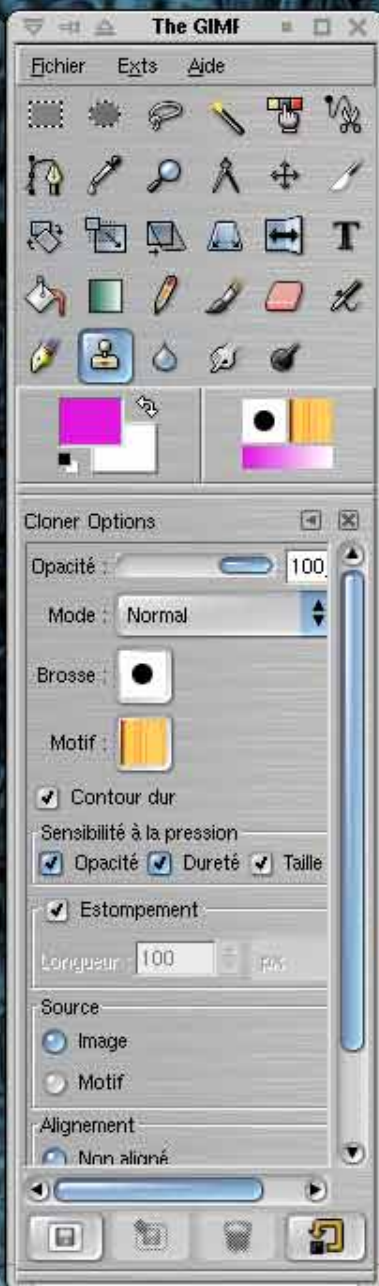 The GIMF
Fichier Exts Aide
T
Cloner Options
Opacité : 100
Mode : Normal
Brosse :
Motif :
Contour dur
Sensibilité à la pression
Opacité Dureté Taille
Estompement
Longueur : 100 px
Source
Image
Motif
Alignement
Non aligné